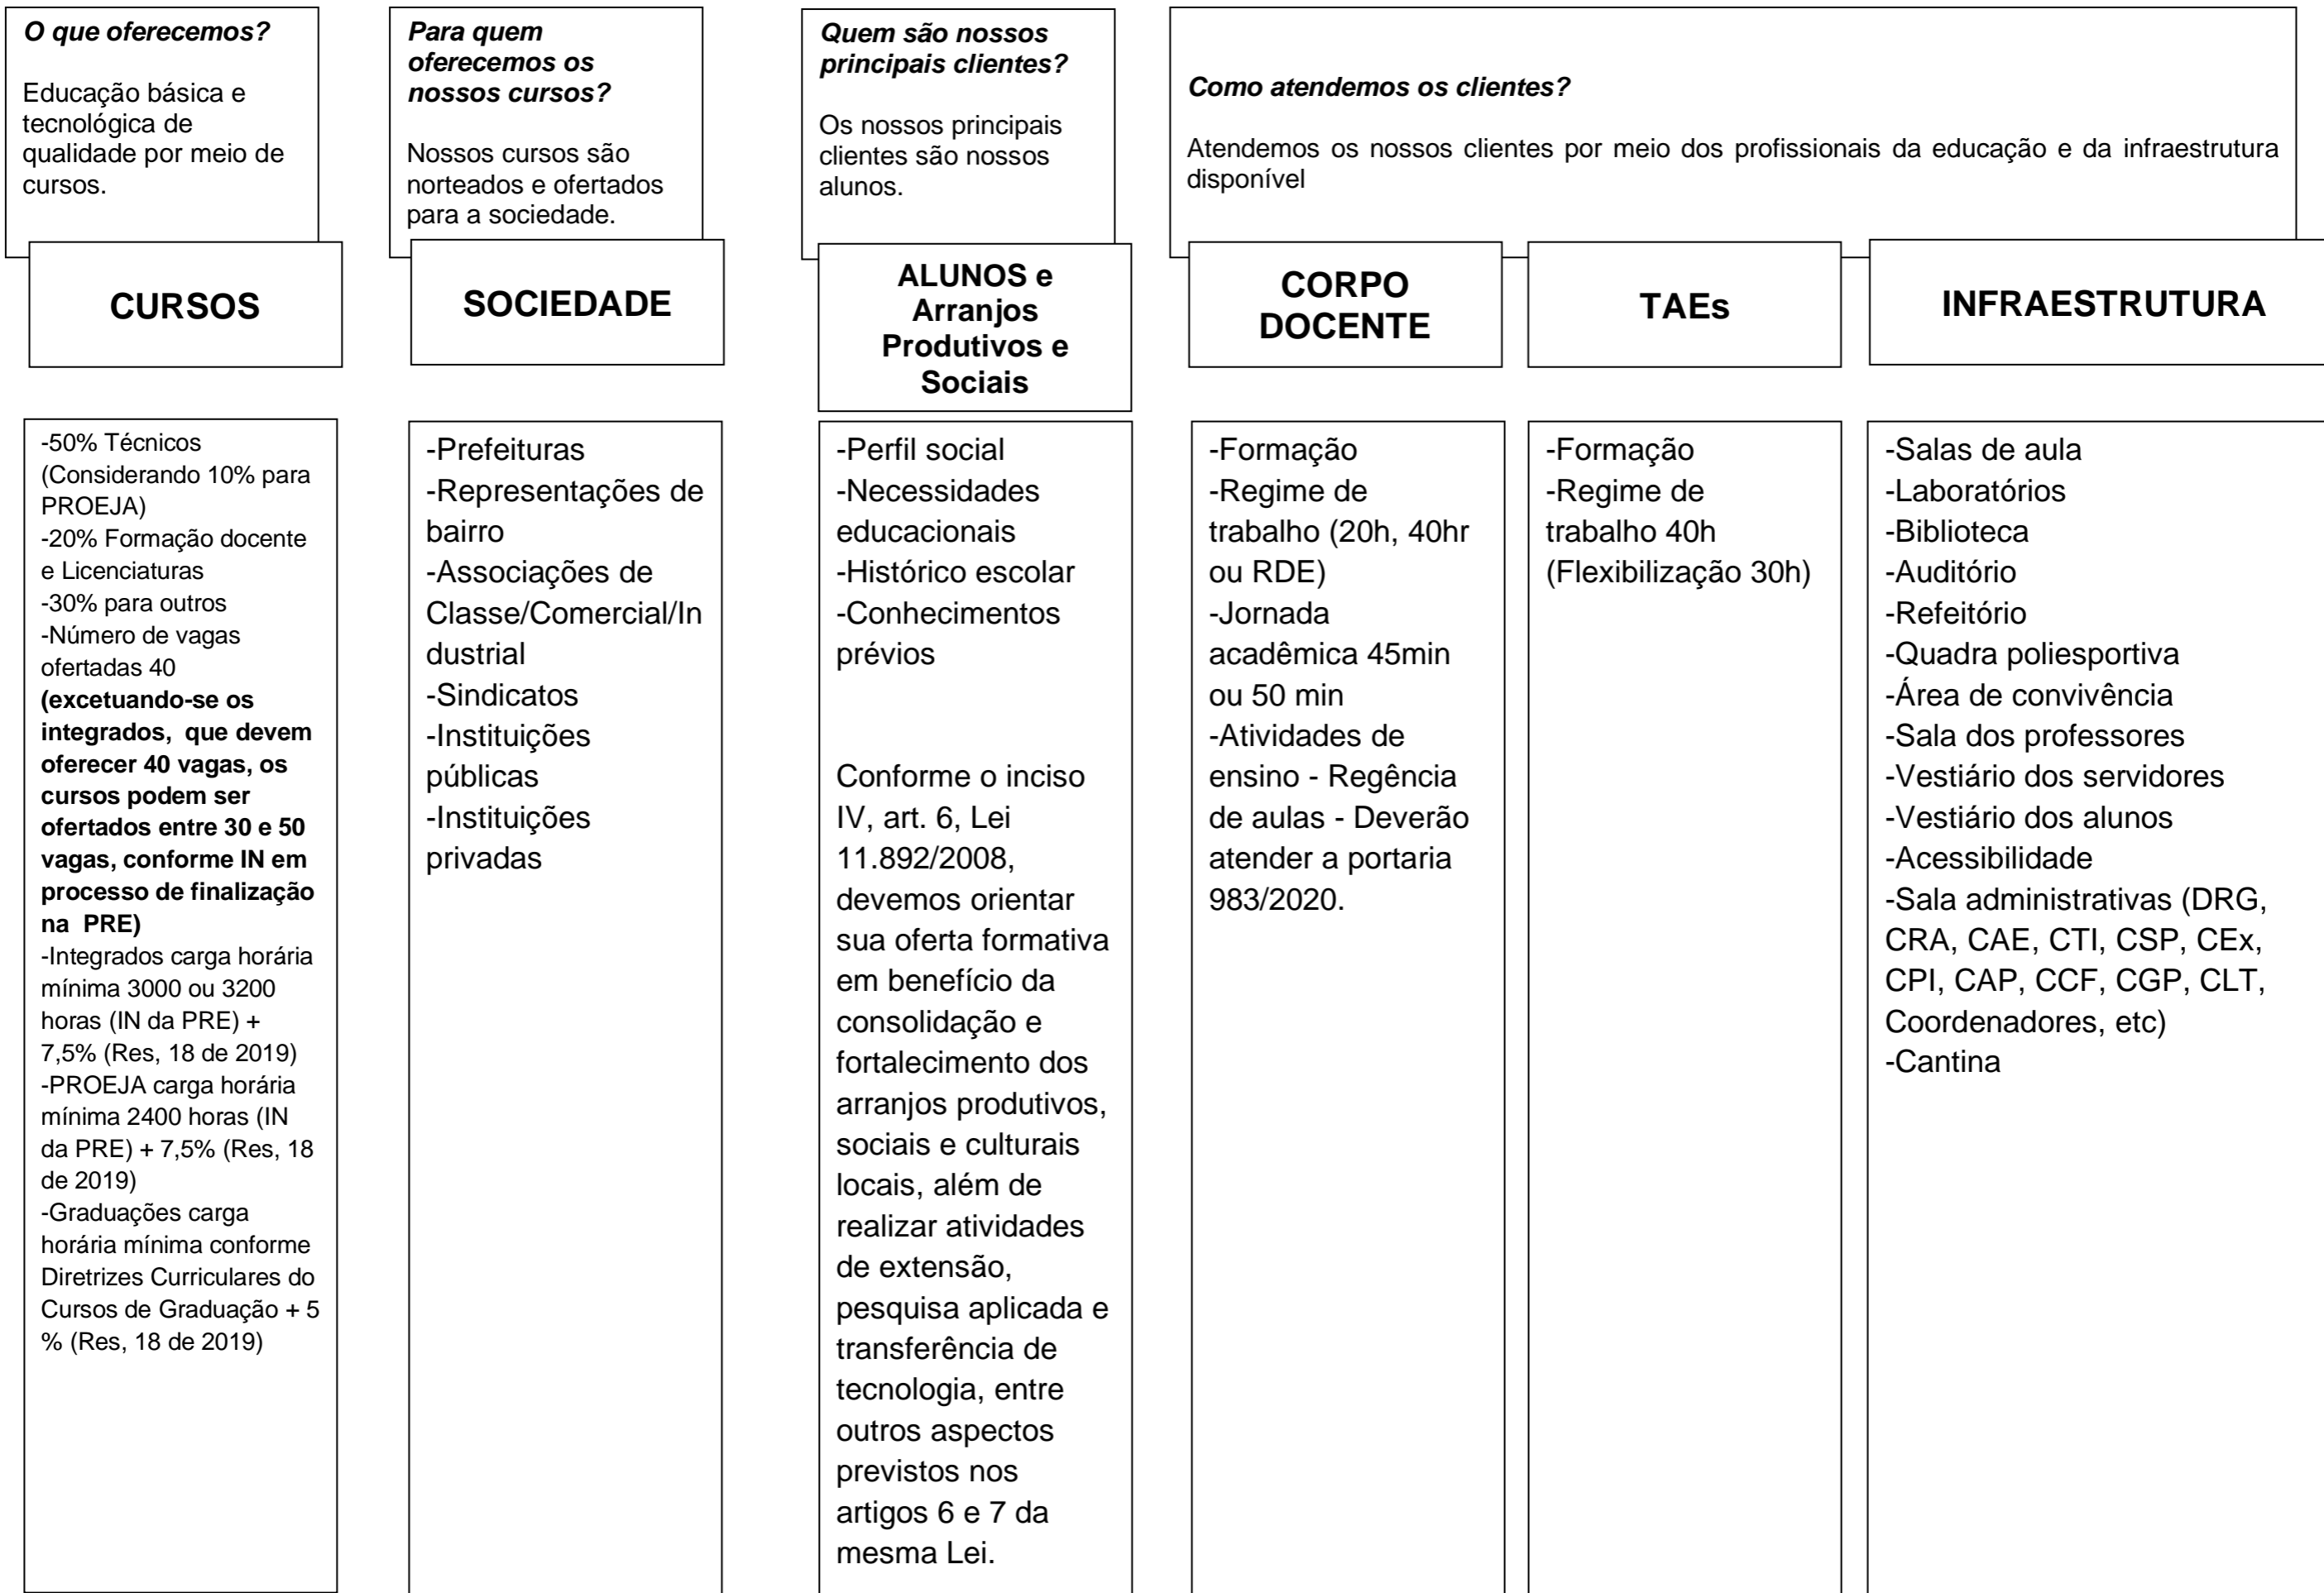 O que oferecemos?
Educação básica e
tecnológica de
qualidade por meio de
cursos.
Para quem
oferecemos os
nossos cursos?
Nossos cursos são
norteados e ofertados
para a sociedade.
Quem são nossos
principais clientes?
Os nossos principais
clientes são nossos
alunos.
Como atendemos os clientes?
Atendemos os nossos clientes por meio dos profissionais da educação e da infraestrutura
disponível
CURSOS
SOCIEDADE
ALUNOS e
Arranjos
Produtivos e
Sociais
CORPO
DOCENTE
TAEs
INFRAESTRUTURA
-50% Técnicos
(Considerando 10% para
PROEJA)
-20% Formação docente
e Licenciaturas
-30% para outros
-Número de vagas
ofertadas 40
(excetuando-se os
integrados, que devem
oferecer 40 vagas, os
cursos podem ser
ofertados entre 30 e 50
vagas, conforme IN em
processo de finalização
na PRE)
-Integrados carga horária
mínima 3000 ou 3200
horas (IN da PRE) +
7,5% (Res, 18 de 2019)
-PROEJA carga horária
mínima 2400 horas (IN
da PRE) + 7,5% (Res, 18
de 2019)
-Graduações carga
horária mínima conforme
Diretrizes Curriculares do
Cursos de Graduação + 5
% (Res, 18 de 2019)
-Prefeituras
-Representações de
bairro
-Associações de
Classe/Comercial/In
dustrial
-Sindicatos
-Instituições
públicas
-Instituições
privadas
-Perfil social
-Necessidades
educacionais
-Histórico escolar
-Conhecimentos
prévios
Conforme o inciso
IV, art. 6, Lei
11.892/2008,
devemos orientar
sua oferta formativa
em benefício da
consolidação e
fortalecimento dos
arranjos produtivos,
sociais e culturais
locais, além de
realizar atividades
de extensão,
pesquisa aplicada e
transferência de
tecnologia, entre
outros aspectos
previstos nos
artigos 6 e 7 da
mesma Lei.
-Formação
-Regime de
trabalho (20h, 40hr
ou RDE)
-Jornada
acadêmica 45min
ou 50 min
-Atividades de
ensino - Regência
de aulas - Deverão
atender a portaria
983/2020.
-Formação
-Regime de
trabalho 40h
(Flexibilização 30h)
-Salas de aula
-Laboratórios
-Biblioteca
-Auditório
-Refeitório
-Quadra poliesportiva
-Área de convivência
-Sala dos professores
-Vestiário dos servidores
-Vestiário dos alunos
-Acessibilidade
-Sala administrativas (DRG,
CRA, CAE, CTI, CSP, CEx,
CPI, CAP, CCF, CGP, CLT,
Coordenadores, etc)
-Cantina